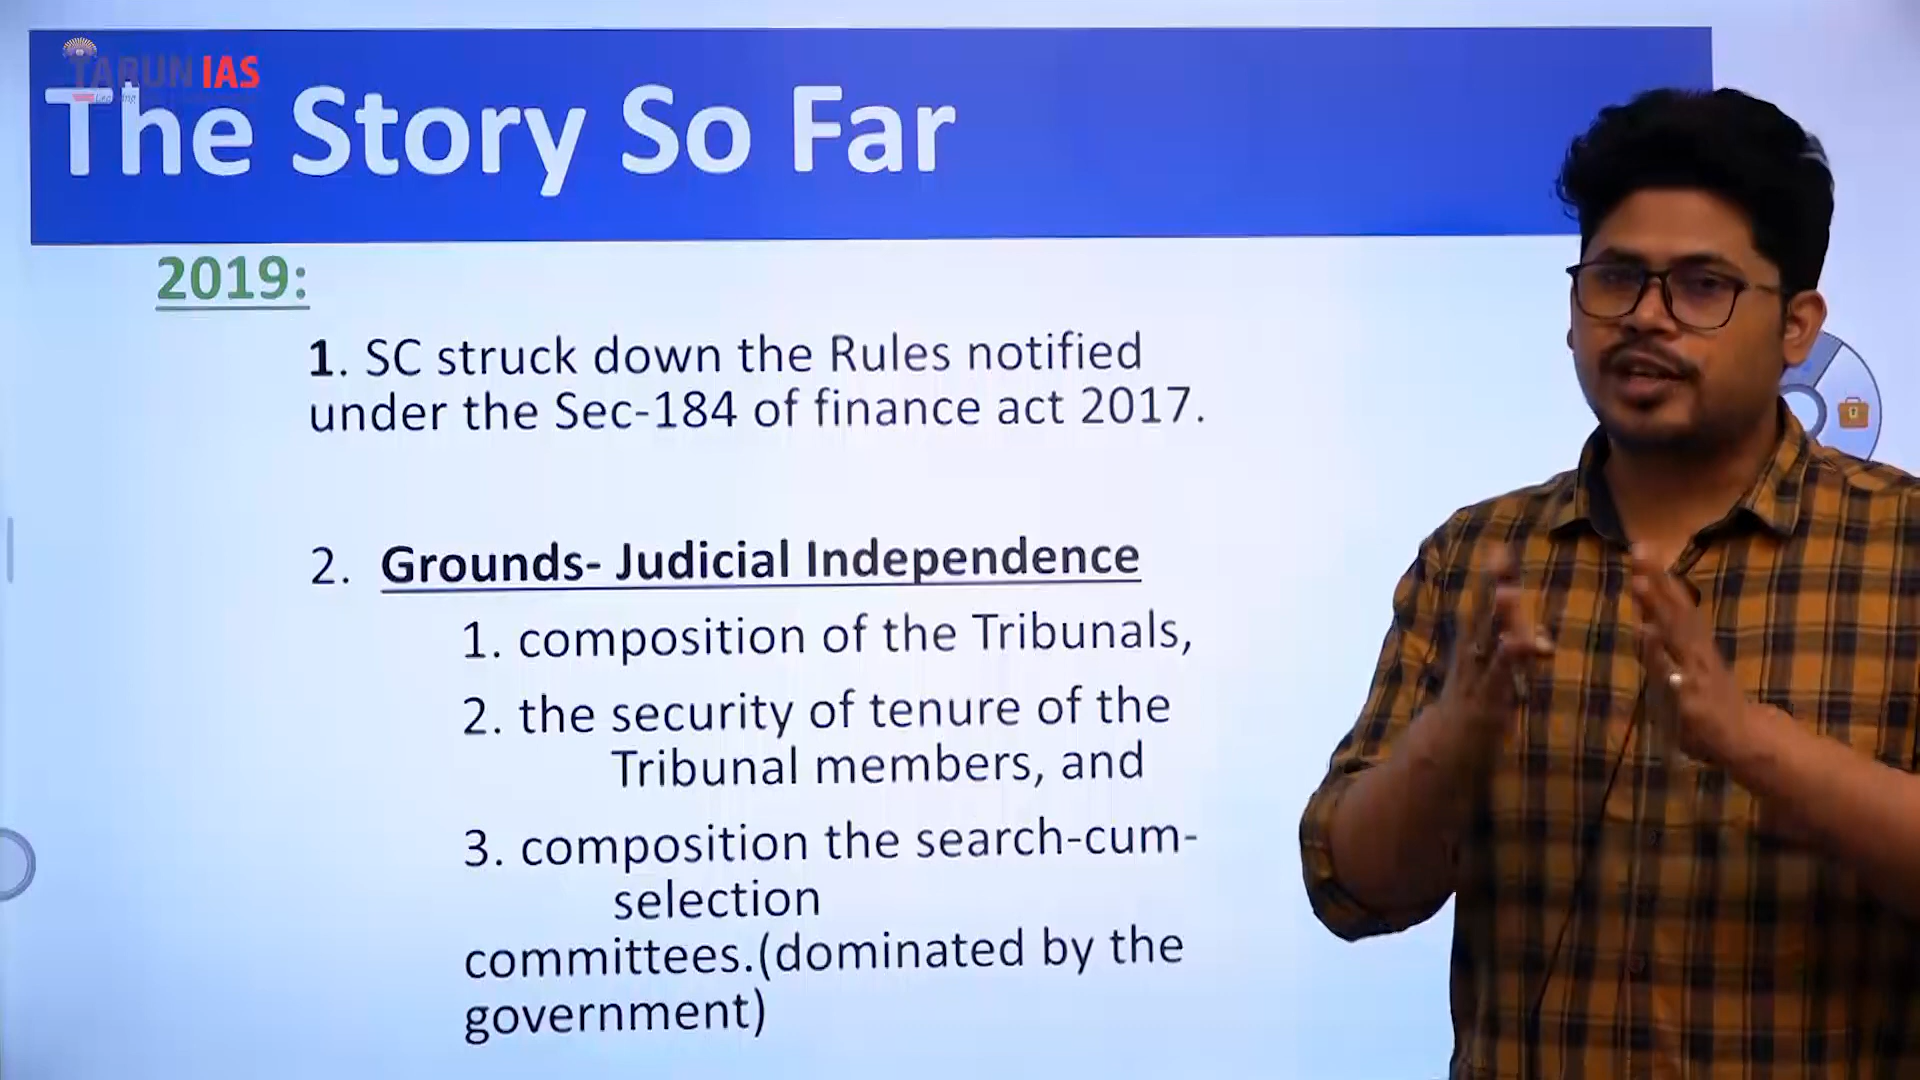 TARUN IAS
The Story So Far
2019:
1. SC struck down the Rules notified
under the Sec-184 of finance act 2017.
2. Grounds- Judicial Independence
1. composition of the Tribunals,
2. the security of tenure of the
Tribunal members, and
3. composition the search-cum-
selection
committees.(dominated by the
government)